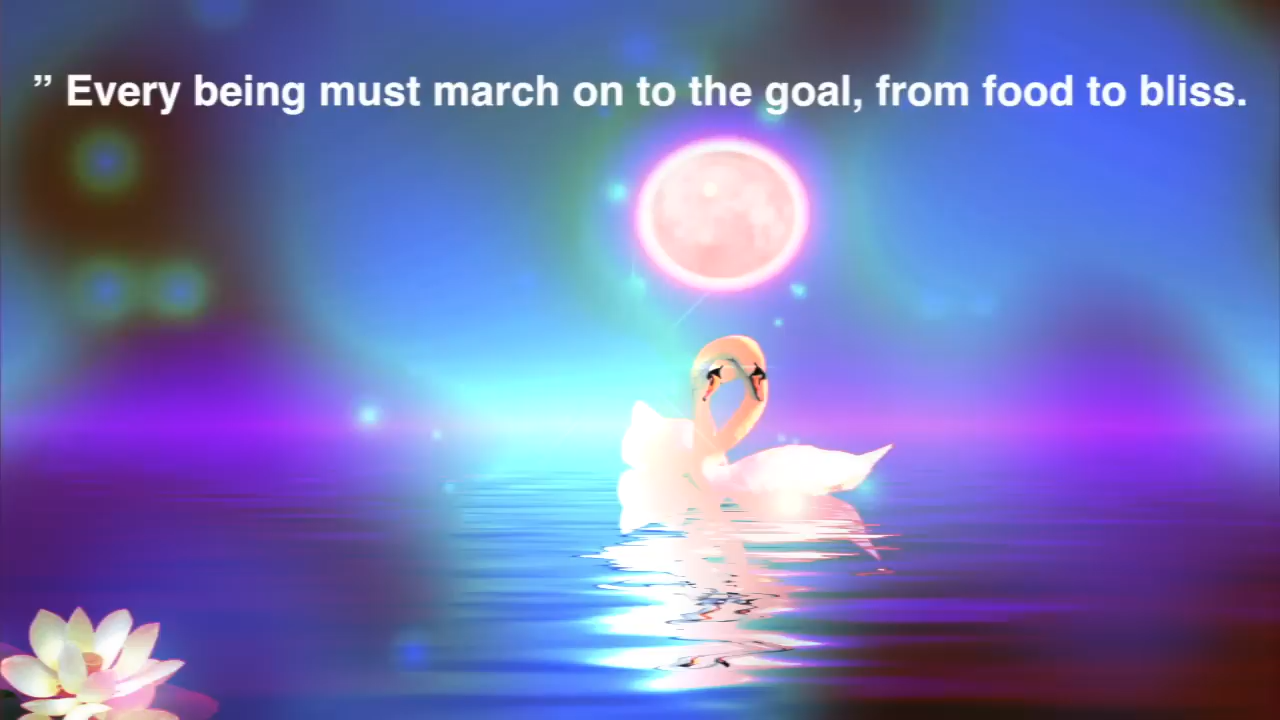 ” Every being must march on to the goal, from food to bliss.